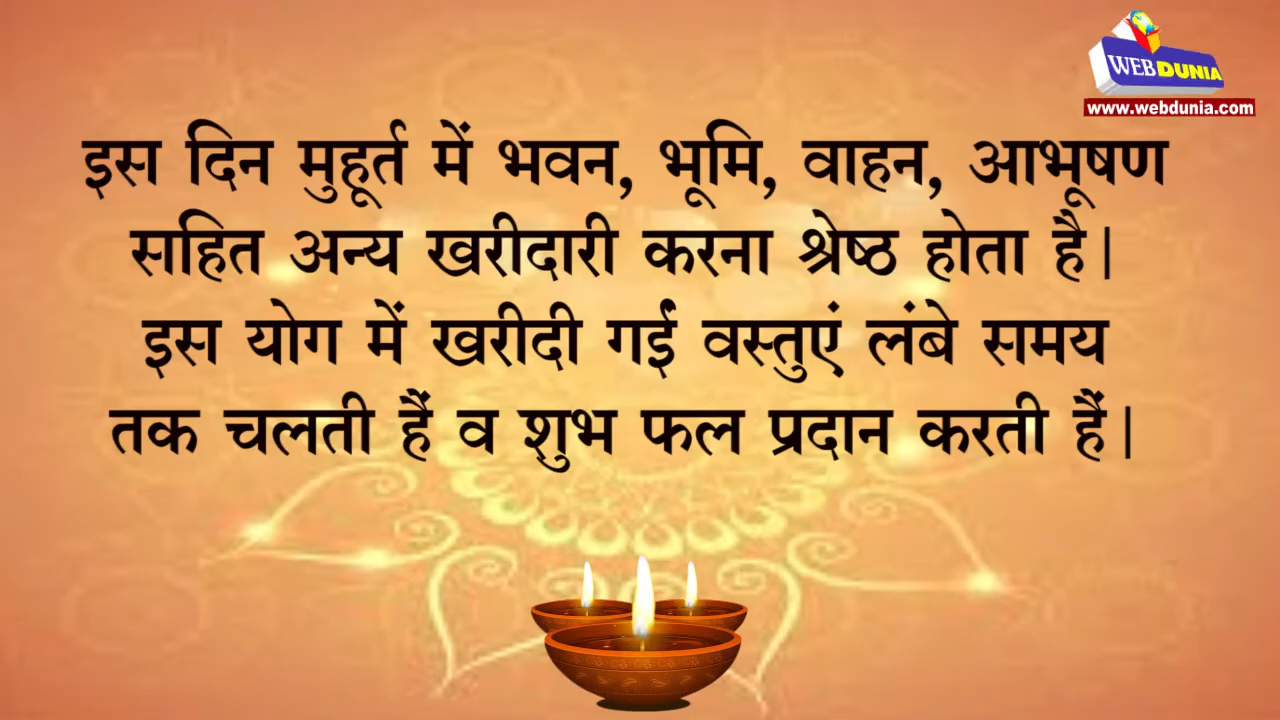 WEBDUNIA
www.webdunia.com
इस दिन मुहूर्त में भवन, भूमि, वाहन, आभूषण
सहित अन्य खरीदारी करना श्रेष्ठ होता है।
इस योग में खरीदी गईं वस्तुएं लंबे समय
तक चलती हैं व शुभ फल प्रदान करती हैं।